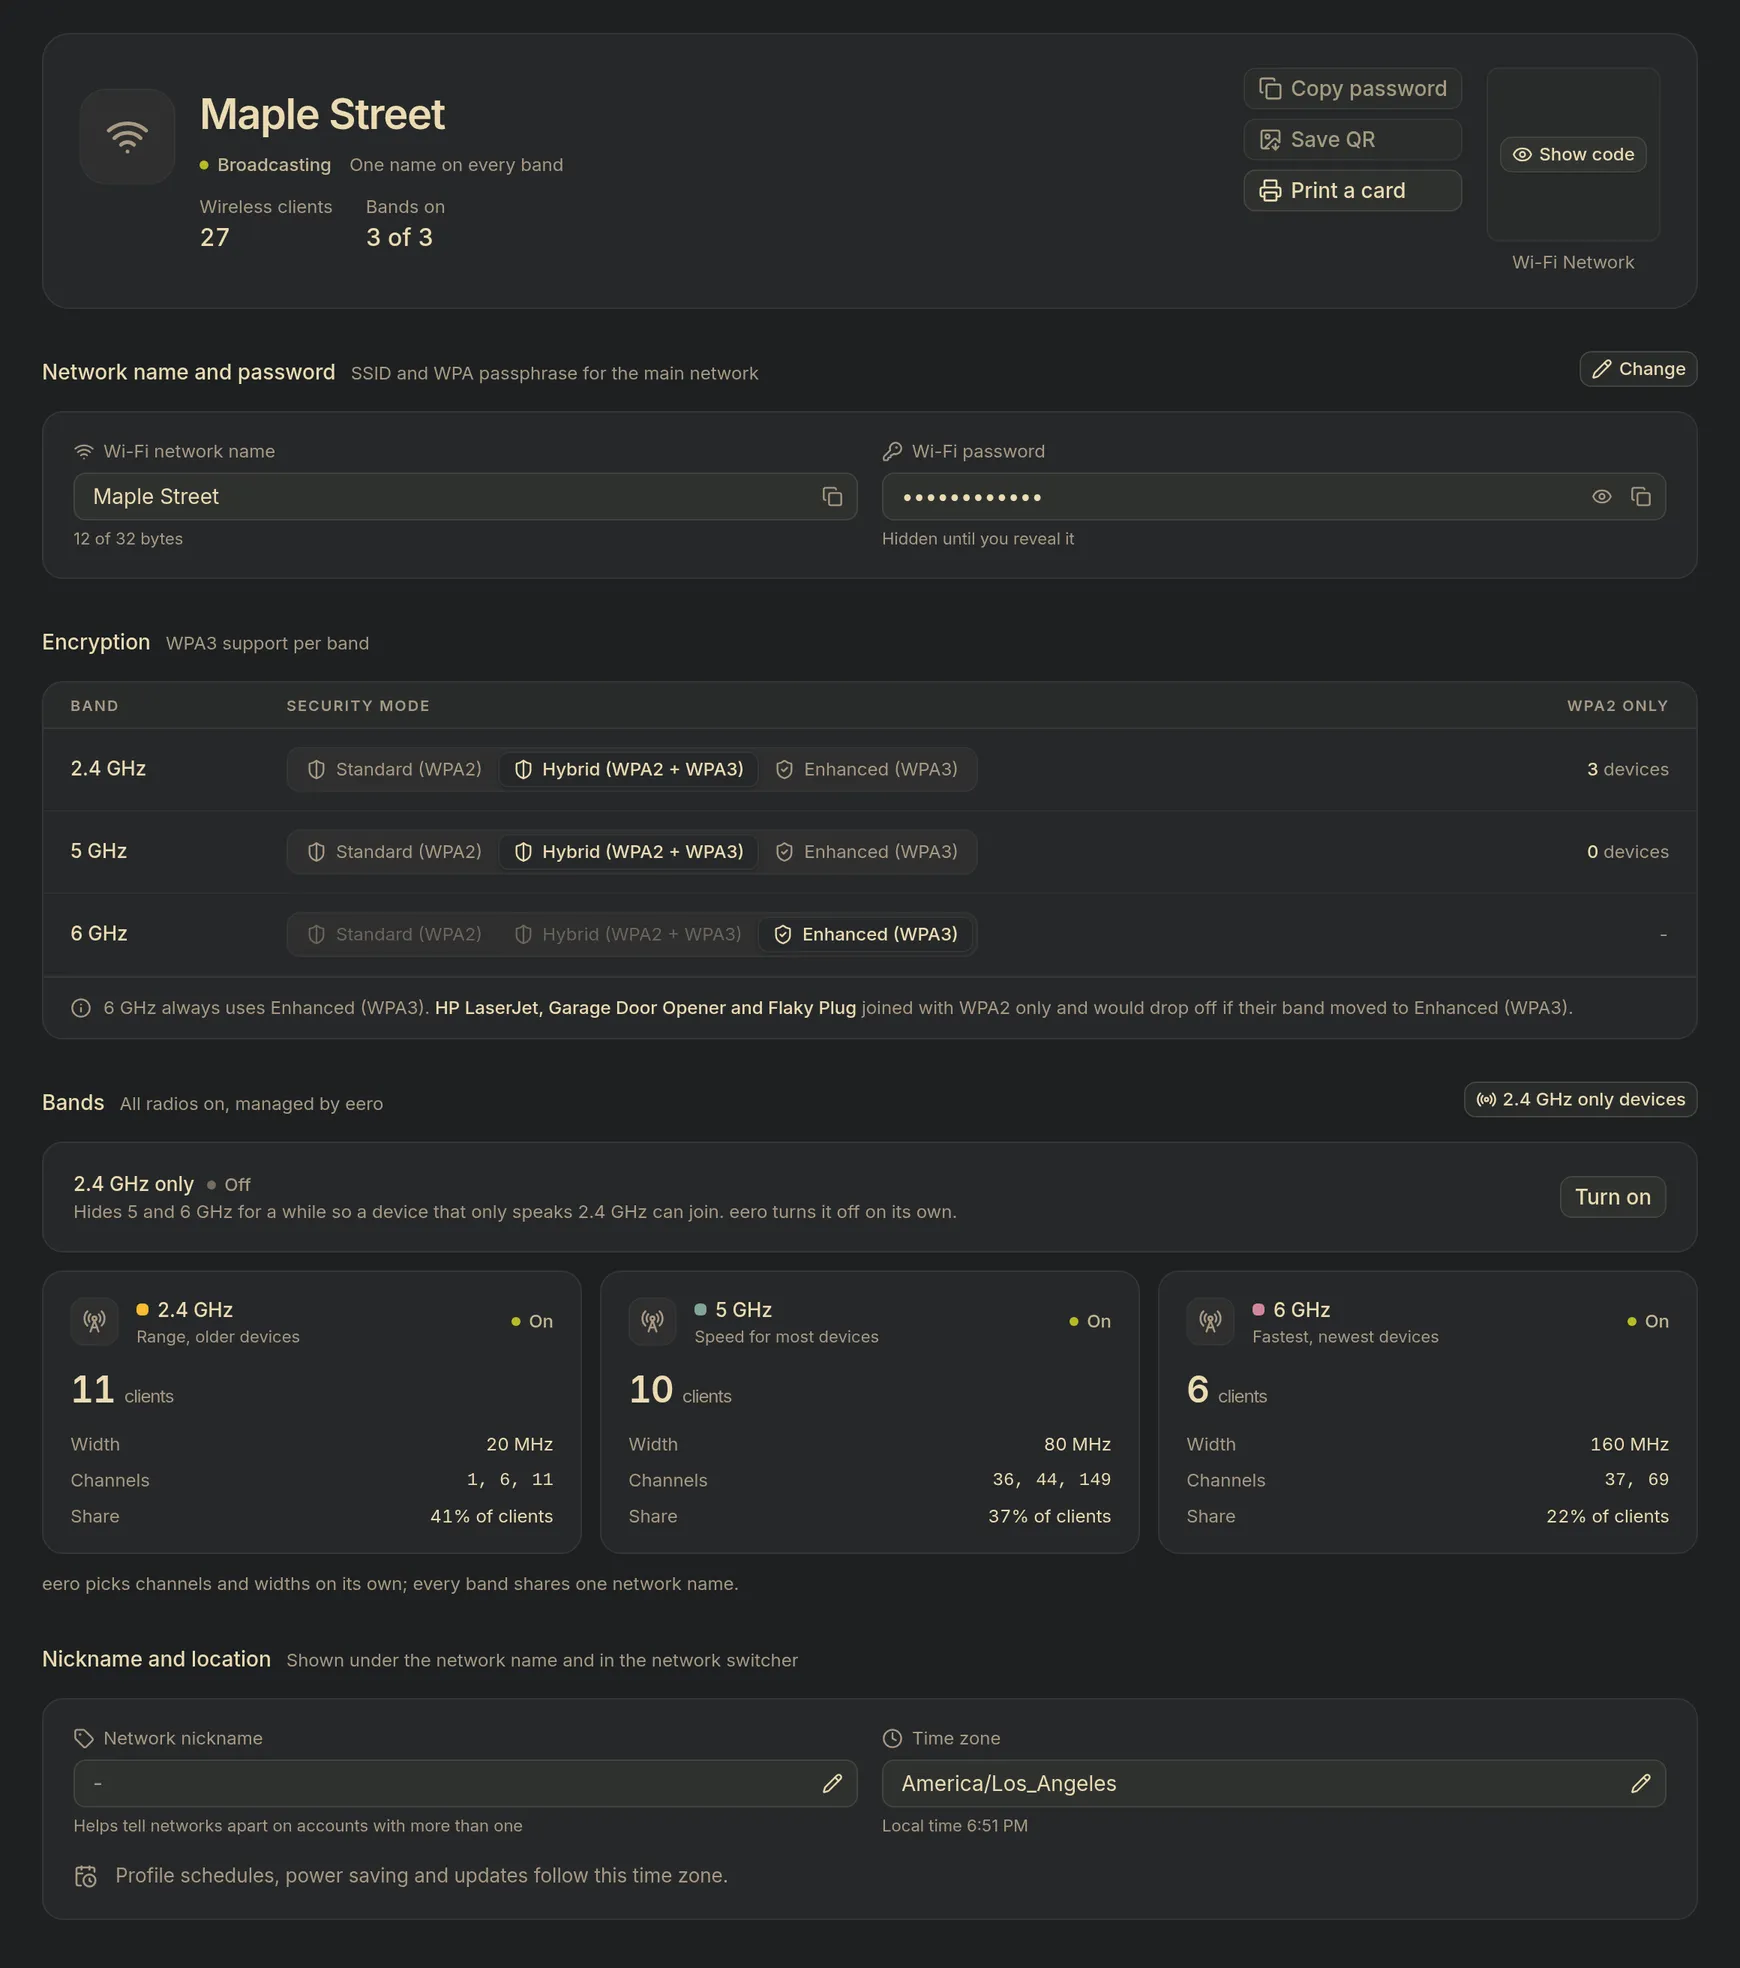 Maple Street
Broadcasting One name on every band
Wireless clients Bands on
27 3 of 3
Copy password
Save QR
Print a card
Show code
Wi-Fi Network
Network name and password SSID and WPA passphrase for the main network
Change
Wi-Fi network name
Maple Street
12 of 32 bytes
Wi-Fi password
••••••••••••
Hidden until you reveal it
Encryption WPA3 support per band
BAND SECURITY MODE WPA2 ONLY
2.4 GHz Standard (WPA2) Hybrid (WPA2 + WPA3) Enhanced (WPA3) 3 devices
5 GHz Standard (WPA2) Hybrid (WPA2 + WPA3) Enhanced (WPA3) 0 devices
6 GHz Standard (WPA2) Hybrid (WPA2 + WPA3) Enhanced (WPA3) -
6 GHz always uses Enhanced (WPA3). HP LaserJet, Garage Door Opener and Flaky Plug joined with WPA2 only and would drop off if their band moved to Enhanced (WPA3).
Bands All radios on, managed by eero
2.4 GHz only devices
2.4 GHz only Off
Hides 5 and 6 GHz for a while so a device that only speaks 2.4 GHz can join. eero turns it off on its own.
Turn on
2.4 GHz
Range, older devices
On
11 clients
Width 20 MHz
Channels 1, 6, 11
Share 41% of clients
5 GHz
Speed for most devices
On
10 clients
Width 80 MHz
Channels 36, 44, 149
Share 37% of clients
6 GHz
Fastest, newest devices
On
6 clients
Width 160 MHz
Channels 37, 69
Share 22% of clients
eero picks channels and widths on its own; every band shares one network name.
Nickname and location Shown under the network name and in the network switcher
Network nickname
-
Helps tell networks apart on accounts with more than one
Time zone
America/Los_Angeles
Local time 6:51 PM
Profile schedules, power saving and updates follow this time zone.